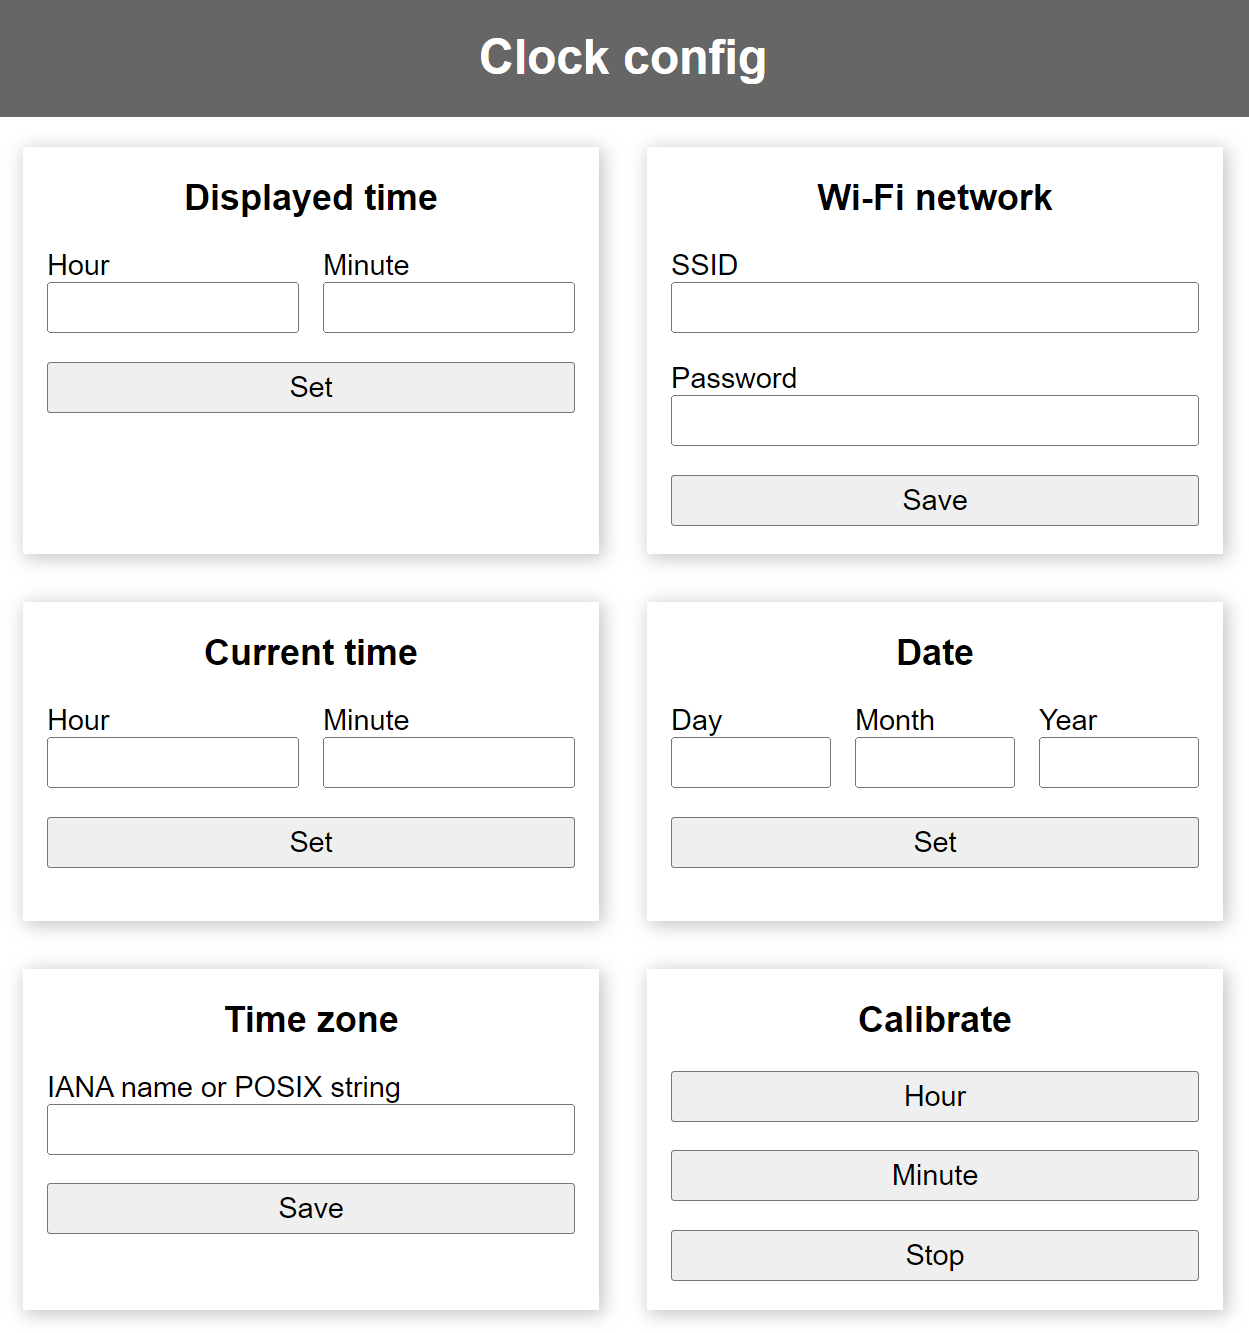 Clock config
Displayed time
Hour Minute
Set
Wi-Fi network
SSID
Password
Save
Current time
Hour Minute
Set
Date
Day Month Year
Set
Time zone
IANA name or POSIX string
Save
Calibrate
Hour
Minute
Stop